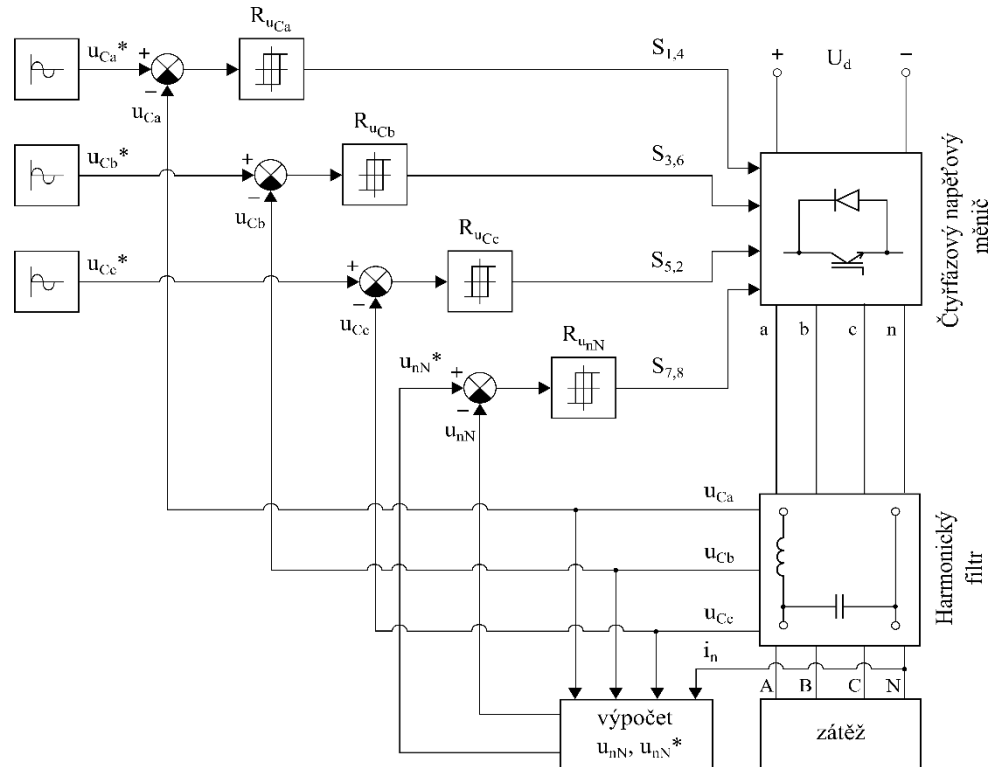 R_uCa
u_Ca*
+
−
u_Ca
S_1,4
+
U_d
−
R_uCb
u_Cb*
+
−
u_Cb
S_3,6
Čtyřfázový napěťový
měnič
R_uCc
u_Cc*
+
−
u_Cc
S_5,2
a
b
c
n
R_unN
u_nN*
+
−
u_nN
S_7,8
u_Ca
u_Cb
u_Cc
Harmonický
filtr
i_n
A
B
C
N
výpočet
u_nN, u_nN*
zátěž